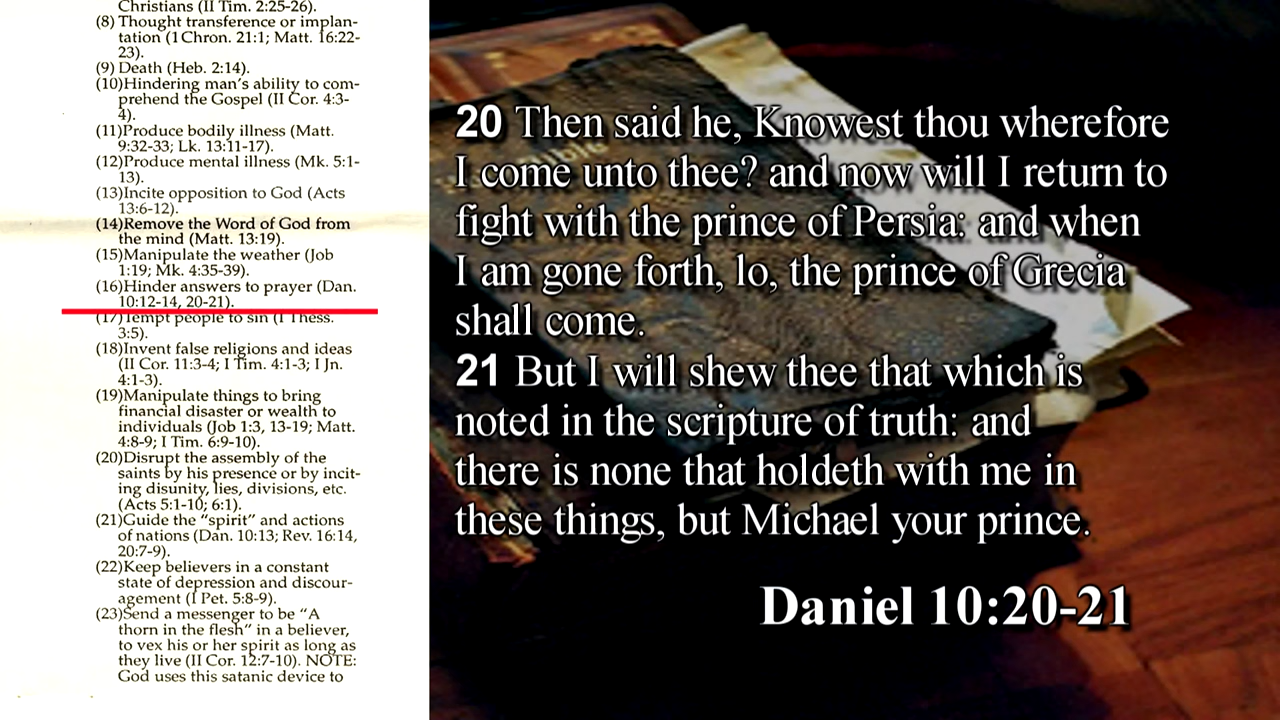 Christians (II Tim. 2:25-26).
(8) Thought transference or implan-
tation (1 Chron. 21:1; Matt. 16:22-
23).
(9) Death (Heb. 2:14).
(10)Hindering man's ability to com-
prehend the Gospel (II Cor. 4:3-
4).
(11)Produce bodily illness (Matt.
9:32-33; Lk. 13:11-17).
(12)Produce mental illness (Mk. 5:1-
13).
(13)Incite opposition to God (Acts
13:6-12).
(14)Remove the Word of God from
the mind (Matt. 13:19).
(15)Manipulate the weather (Job
1:19; Mk. 4:35-39).
(16)Hinder answers to prayer (Dan.
10:12-14, 20-21).
(17)Tempt people to sin (I Thess.
3:5).
(18)Invent false religions and ideas
(II Cor. 11:3-4; I Tim. 4:1-3; I Jn.
4:1-3).
(19)Manipulate things to bring
financial disaster or wealth to
individuals (Job 1:3, 13-19; Matt.
4:8-9; I Tim. 6:9-10).
(20)Disrupt the assembly of the
saints by his presence or by incit-
ing disunity, lies, divisions, etc.
(Acts 5:1-10; 6:1).
(21)Guide the "spirit" and actions
of nations (Dan. 10:13; Rev. 16:14,
20:7-9).
(22)Keep believers in a constant
state of depression and discour-
agement (I Pet. 5:8-9).
(23)Send a messenger to be "A
thorn in the flesh" in a believer,
to vex his or her spirit as long as
they live (II Cor. 12:7-10). NOTE:
God uses this satanic device to
20 Then said he, Knowest thou wherefore
I come unto thee? and now will I return to
fight with the prince of Persia: and when
I am gone forth, lo, the prince of Grecia
shall come.
21 But I will shew thee that which is
noted in the scripture of truth: and
there is none that holdeth with me in
these things, but Michael your prince.
Daniel 10:20-21